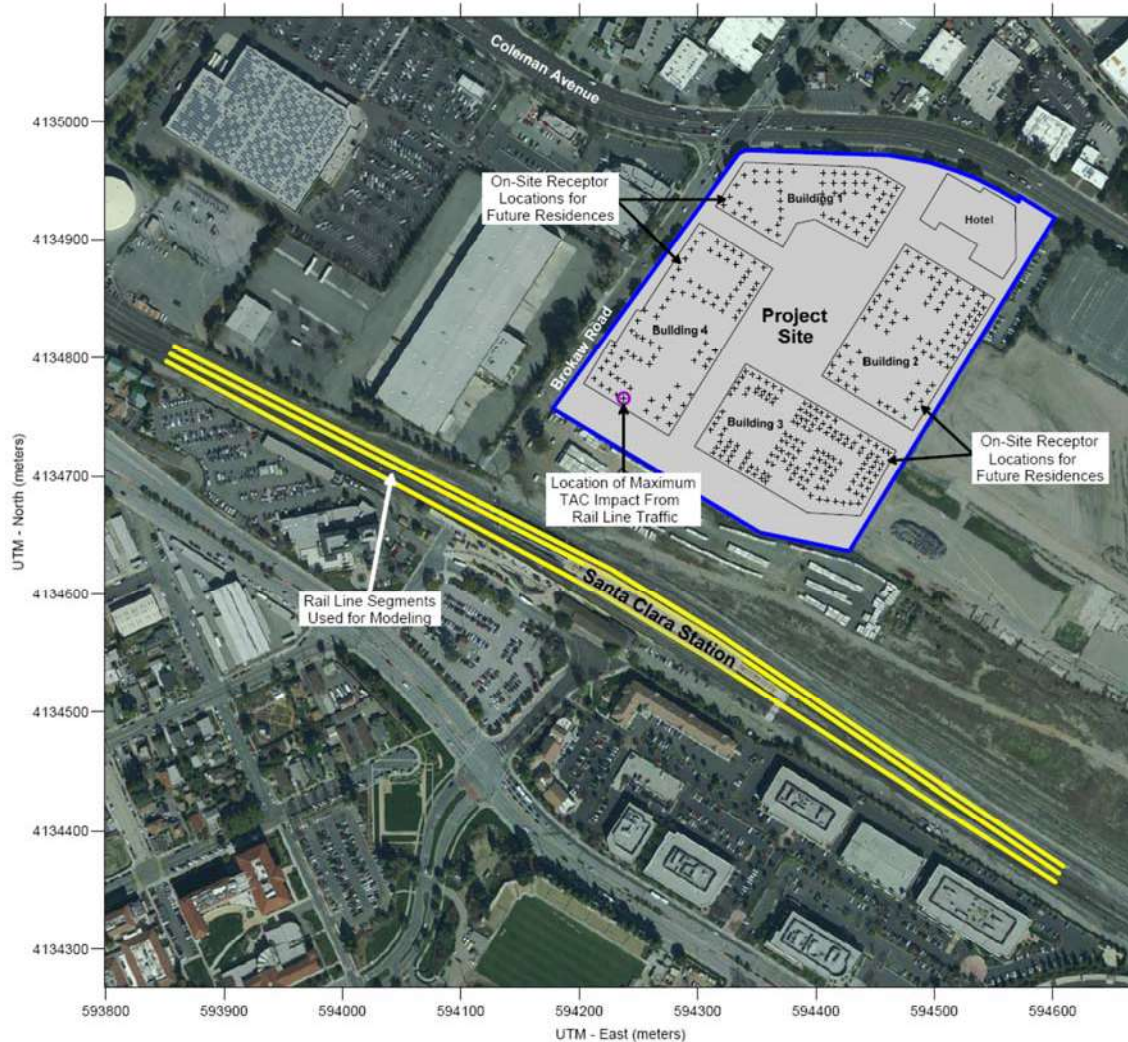 Coleman Avenue
4135000
On-Site Receptor
Locations for
Future Residences
Building 1
Hotel
4134900
Brokaw Road
Building 4
Project
Site
Building 2
4134800
Building 3
On-Site Receptor
Locations for
Future Residences
4134700
Location of Maximum
TAC Impact From
Rail Line Traffic
UTM - North (meters)
Rail Line Segments
Used for Modeling
4134600
Santa Clara Station
4134500
4134400
4134300
593800 593900 594000 594100 594200 594300 594400 594500 594600
UTM - East (meters)